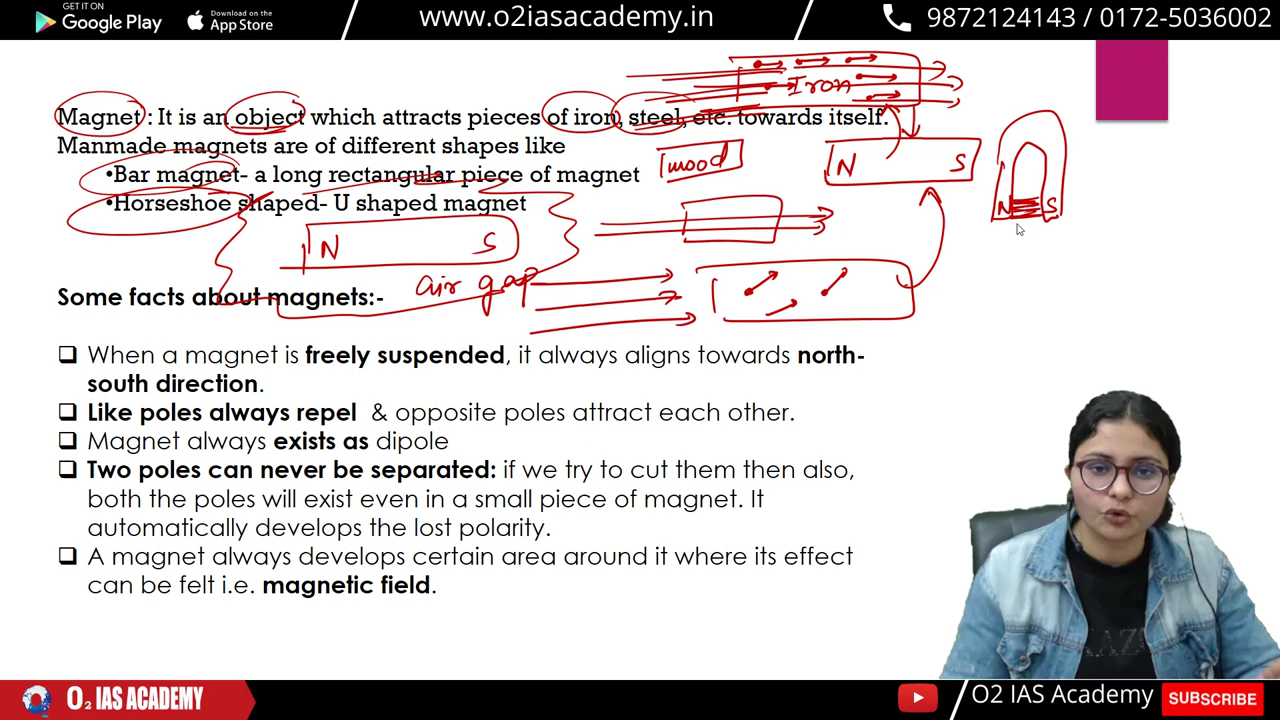 GET IT ON
Google Play
Download on the
App Store
www.o2iasacademy.in
9872124143 / 0172-5036002
Iron
Magnet : It is an object which attracts pieces of iron, steel, etc. towards itself.
Manmade magnets are of different shapes like
mood
N S
•Bar magnet- a long rectangular piece of magnet
•Horseshoe shaped- U shaped magnet
N S
N S
air gap
Some facts about magnets:-
❑ When a magnet is freely suspended, it always aligns towards north-
south direction.
❑ Like poles always repel & opposite poles attract each other.
❑ Magnet always exists as dipole
❑ Two poles can never be separated: if we try to cut them then also,
both the poles will exist even in a small piece of magnet. It
automatically develops the lost polarity.
❑ A magnet always develops certain area around it where its effect
can be felt i.e. magnetic field.
O2 IAS ACADEMY
O2 IAS Academy
SUBSCRIBE